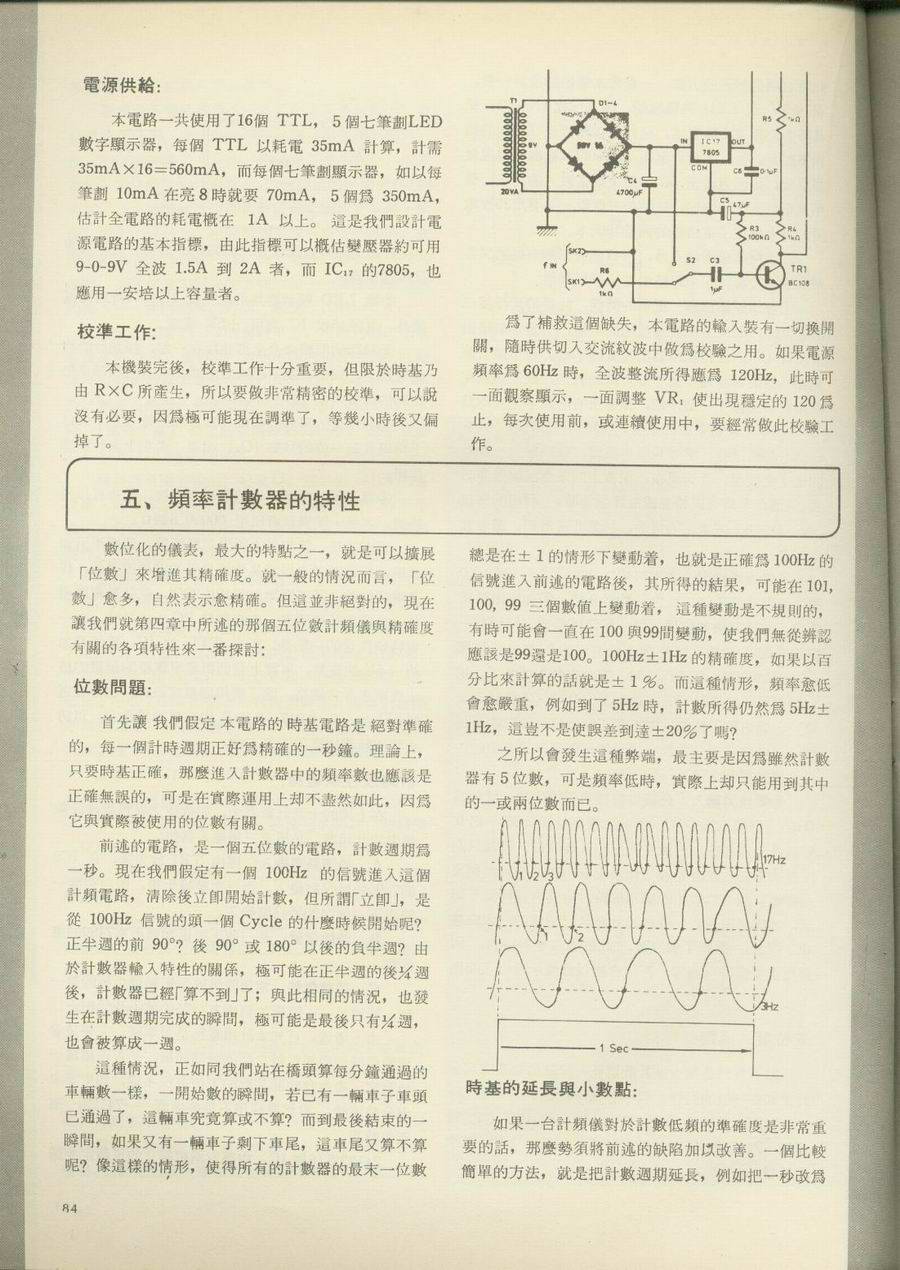 電源供給:
本電路一共使用了16個 TTL， 5個七筆劃LED
數字顯示器，每個 TTL 以耗電 35mA 計算，計需
35mA×16=560mA，而每個七筆劃顯示器，如以每
筆劃 10mA 在亮8時就要 70mA， 5個爲 350mA，
估計全電路的耗電概在 1A 以上。 這是我們設計電
源電路的基本指標，由此指標可以概估變壓器約可用
9-0-9V 全波 1.5A 到 2A 者，而 IC₁₇ 的7805，也
應用一安培以上容量者。
校準工作:
本機裝完後，校準工作十分重要，但限於時基乃
由 R×C 所產生，所以要做非常精密的校準，可以說
沒有必要，因爲極可能現在調準了，等幾小時後又偏
掉了。
T1
D1-4
9V
20VA
C4
4700μF
IN
IC17
7805
OUT
COM
C6
0·1μF
R5
1kΩ
C5
47μF
R3
100kΩ
R4
1kΩ
f IN
SK2
SK1
R6
1kΩ
S2
C3
1μF
TR1
BC108
爲了補救這個缺失，本電路的輸入裝有一切換開
關，隨時供切入交流紋波中做爲校驗之用。如果電源
頻率爲 60Hz 時，全波整流所得應爲 120Hz，此時可
一面觀察顯示，一面調整 VR₁ 使出現穩定的 120 爲
止，每次使用前，或連續使用中，要經常做此校驗工
作。
五、頻率計數器的特性
數位化的儀表，最大的特點之一，就是可以擴展
「位數」來增進其精確度。就一般的情況而言，「位
數」愈多，自然表示愈精確。但這並非絕對的，現在
讓我們就第四章中所述的那個五位數計頻儀與精確度
有關的各項特性來一番探討:
位數問題:
首先讓 我們假定 本電路的 時基電路是 絕對準確
的，每一個計時週期正好爲精確的一秒鐘。理論上，
只要時基正確，那麼進入計數器中的頻率數也應該是
正確無誤的，可是在實際運用上却不盡然如此，因爲
它與實際被使用的位數有關。
前述的電路，是一個五位數的電路，計數週期爲
一秒。現在我們假定有一個 100Hz 的信號進入這個
計頻電路，清除後立卽開始計數，但所謂「立卽」，是
從 100Hz 信號的頭一個 Cycle 的什麼時候開始呢?
正半週的前 90°? 後 90° 或 180° 以後的負半週? 由
於計數器輸入特性的關係，極可能在正半週的後¼週
後，計數器已經「算不到」了；與此相同的情況，也發
生在計數週期完成的瞬間，極可能是最後只有¼週，
也會被算成一週。
這種情況，正如同我們站在橋頭算每分鐘通過的
車輛數一樣，一開始數的瞬間，若已有一輛車子車頭
已通過了，這輛車究竟算或不算? 而到最後結束的一
瞬間，如果又有一輛車子剩下車尾，這車尾又算不算
呢? 像這樣的情形，使得所有的計數器的最末一位數
總是在± 1 的情形下變動着，也就是正確爲 100Hz 的
信號進入前述的電路後，其所得的結果，可能在 101,
100, 99 三個數値上變動着， 這種變動是不規則的，
有時可能會一直在 100 與99間變動，使我們無從辨認
應該是99還是100。100Hz±1Hz 的精確度，如果以百
分比來計算的話就是± 1 %。而這種情形，頻率愈低
會愈嚴重，例如到了 5Hz 時，計數所得仍然爲 5Hz±
1Hz，這豈不是使誤差到達±20%了嗎?
之所以會發生這種弊端，最主要是因爲雖然計數
器有 5 位數，可是頻率低時，實際上却只能用到其中
的一或兩位數而已。
1 2 3
17Hz
1 2
3Hz
1 Sec
時基的延長與小數點:
如果一台計頻儀對於計數低頻的準確度是非常重
要的話，那麼勢須將前述的缺陷加以改善。一個比較
簡單的方法，就是把計數週期延長，例如把一秒改爲
84